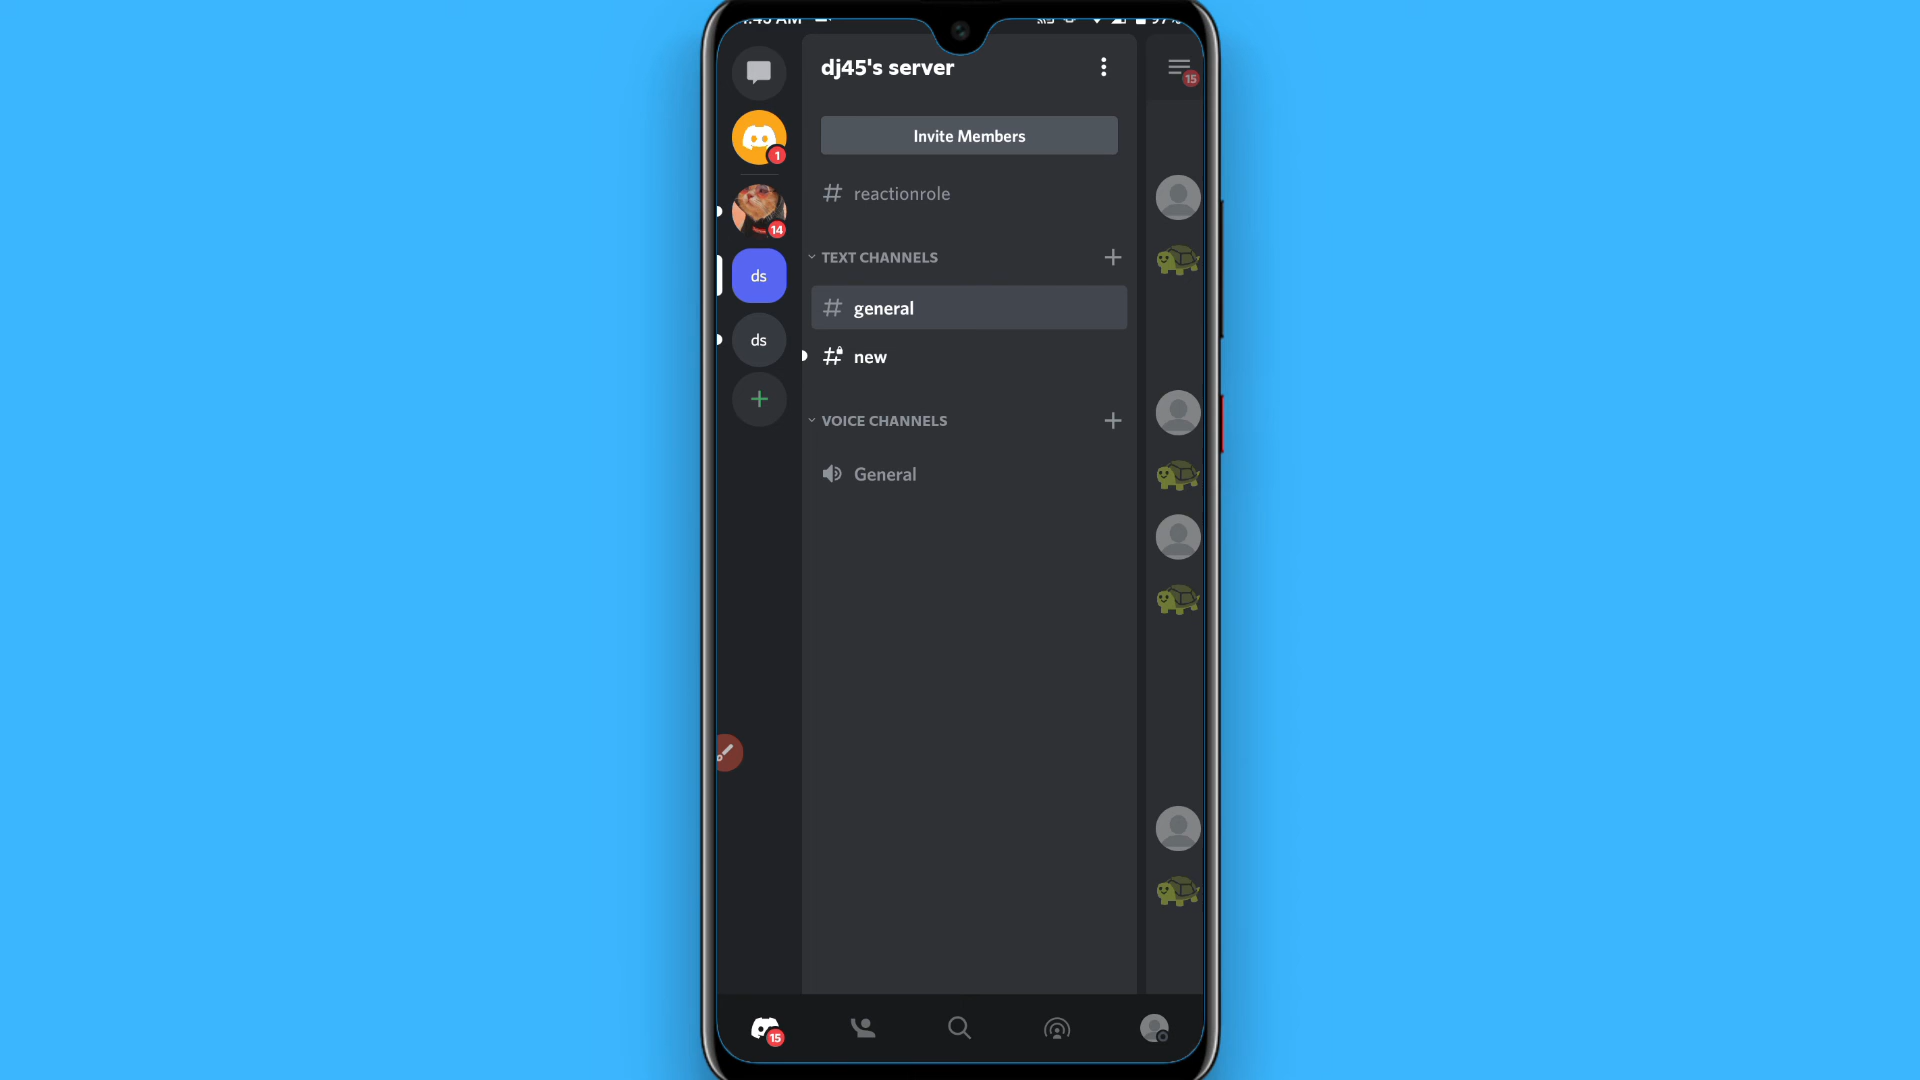 dj45's server
15
Invite Members
1
# reactionrole
14
TEXT CHANNELS
ds
# general
ds
# new
VOICE CHANNELS
General
15